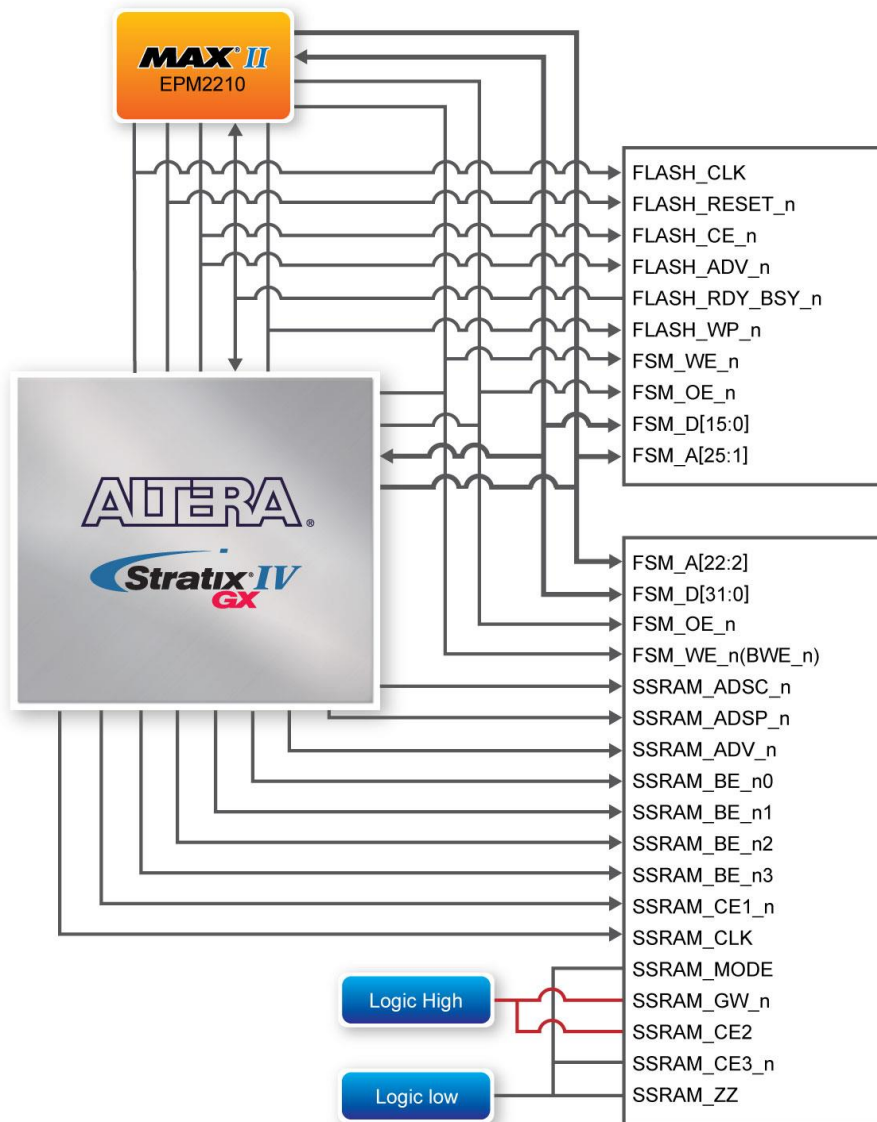 MAX® II
EPM2210
FLASH_CLK
FLASH_RESET_n
FLASH_CE_n
FLASH_ADV_n
FLASH_RDY_BSY_n
FLASH_WP_n
FSM_WE_n
FSM_OE_n
FSM_D[15:0]
FSM_A[25:1]
ALTERA®
Stratix® IV
GX
FSM_A[22:2]
FSM_D[31:0]
FSM_OE_n
FSM_WE_n(BWE_n)
SSRAM_ADSC_n
SSRAM_ADSP_n
SSRAM_ADV_n
SSRAM_BE_n0
SSRAM_BE_n1
SSRAM_BE_n2
SSRAM_BE_n3
SSRAM_CE1_n
SSRAM_CLK
SSRAM_MODE
SSRAM_GW_n
SSRAM_CE2
SSRAM_CE3_n
SSRAM_ZZ
Logic High
Logic low